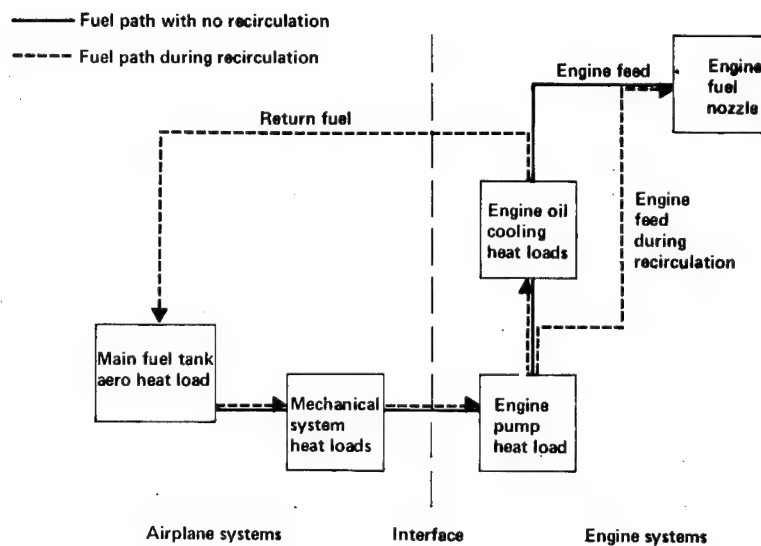 Fuel path with no recirculation
Fuel path during recirculation
Engine feed
Engine
fuel
nozzle
Return fuel
Engine oil
cooling
heat loads
Engine
feed
during
recirculation
Main fuel tank
aero heat load
Mechanical
system
heat loads
Engine
pump
heat load
Airplane systems
Interface
Engine systems